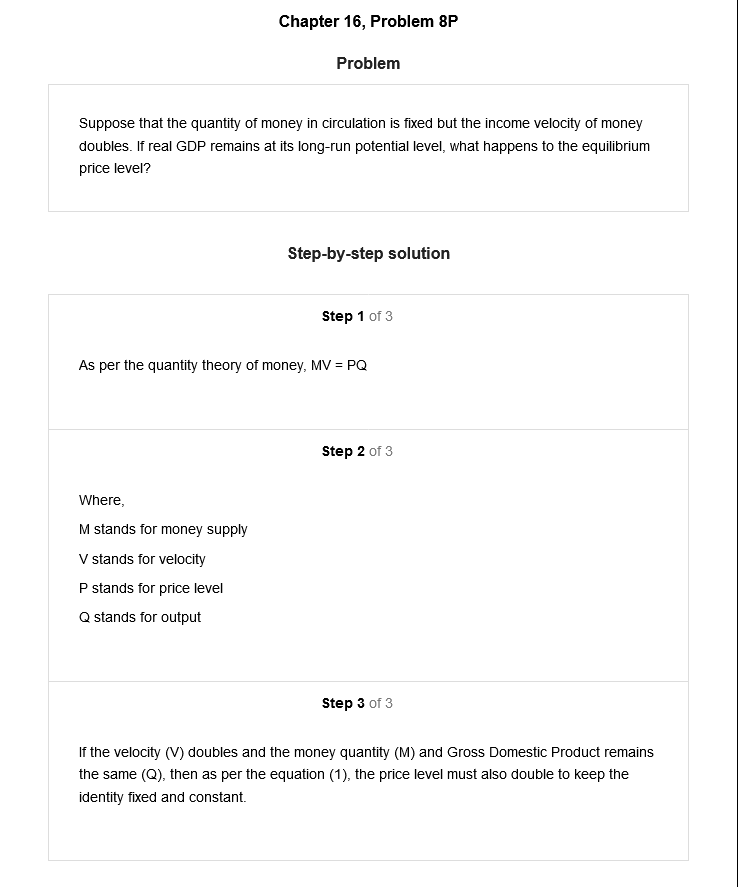 Chapter 16, Problem 8P
Problem
Suppose that the quantity of money in circulation is fixed but the income velocity of money
doubles. If real GDP remains at its long-run potential level, what happens to the equilibrium
price level?
Step-by-step solution
Step 1 of 3
As per the quantity theory of money, MV = PQ
Step 2 of 3
Where,
M stands for money supply
V stands for velocity
P stands for price level
Q stands for output
Step 3 of 3
If the velocity (V) doubles and the money quantity (M) and Gross Domestic Product remains
the same (Q), then as per the equation (1), the price level must also double to keep the
identity fixed and constant.